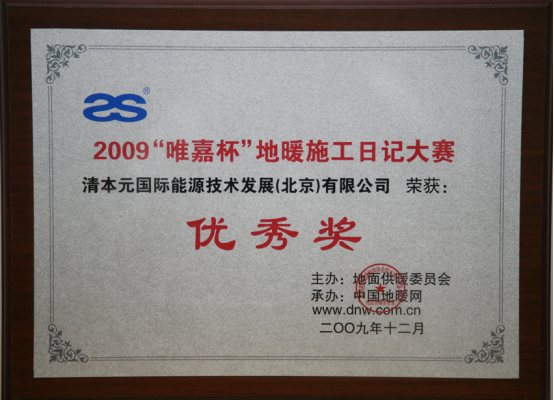 2S®
2009“唯嘉杯”地暖施工日记大赛
清本元国际能源技术发展(北京)有限公司 荣获:
优秀奖
主办:地面供暖委员会
承办:中国地暖网
www.dnw.com.cn
二〇〇九年十二月